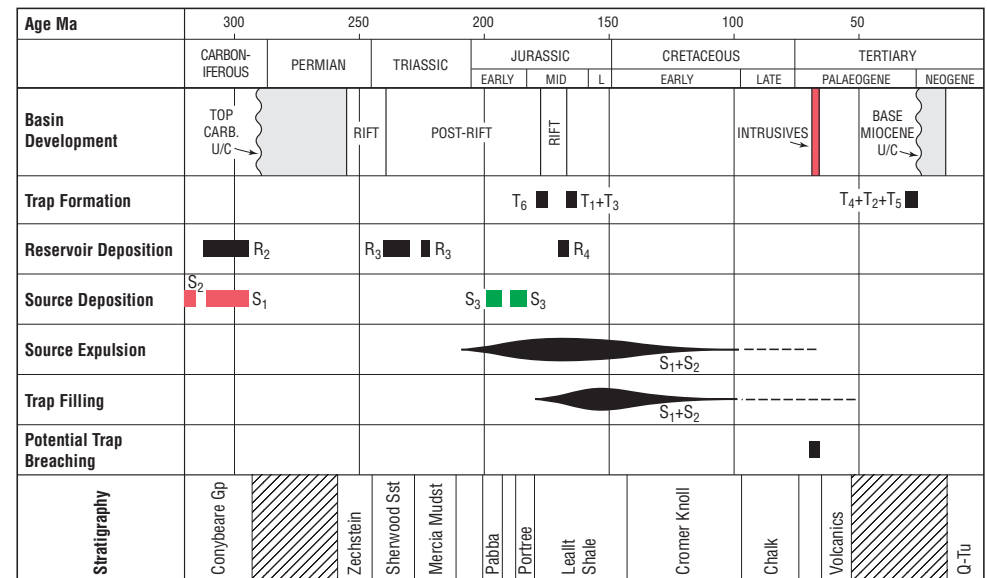 Age Ma
300
250
200
150
100
50
CARBON-
IFEROUS
PERMIAN
TRIASSIC
JURASSIC
CRETACEOUS
TERTIARY
EARLY
MID
L
EARLY
LATE
PALAEOGENE
NEOGENE
Basin
Development
TOP
CARB.
U/C
RIFT
POST-RIFT
RIFT
INTRUSIVES
BASE
MIOCENE
U/C
Trap Formation
T6
T1+T3
T4+T2+T5
Reservoir Deposition
R2
R3
R3
R4
Source Deposition
S2
S1
S3
S3
Source Expulsion
S1+S2
Trap Filling
S1+S2
Potential Trap
Breaching
Stratigraphy
Conybeare Gp
Zechstein
Sherwood Sst
Mercia Mudst
Pabba
Portree
Leallt
Shale
Cromer Knoll
Chalk
Volcanics
Q-Tu